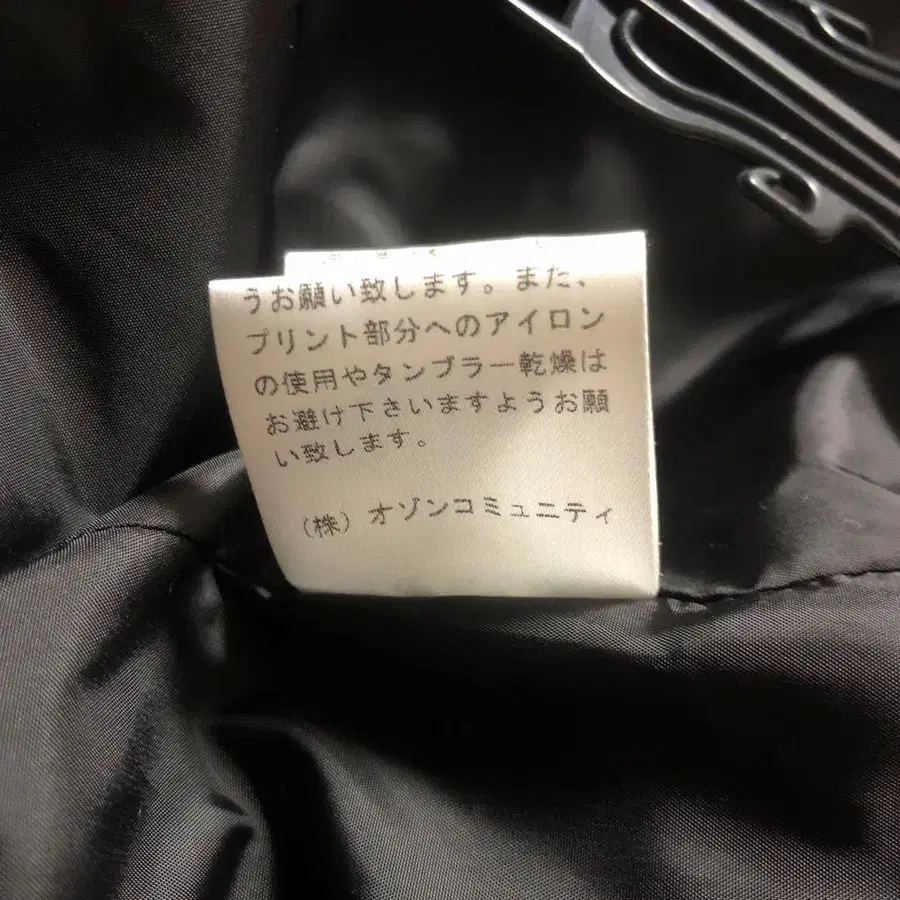 うお願い致します。また、
プリント部分へのアイロン
の使用やタンブラー乾燥は
お避け下さいますようお願
い致します。
（株）オゾンコミュニティ